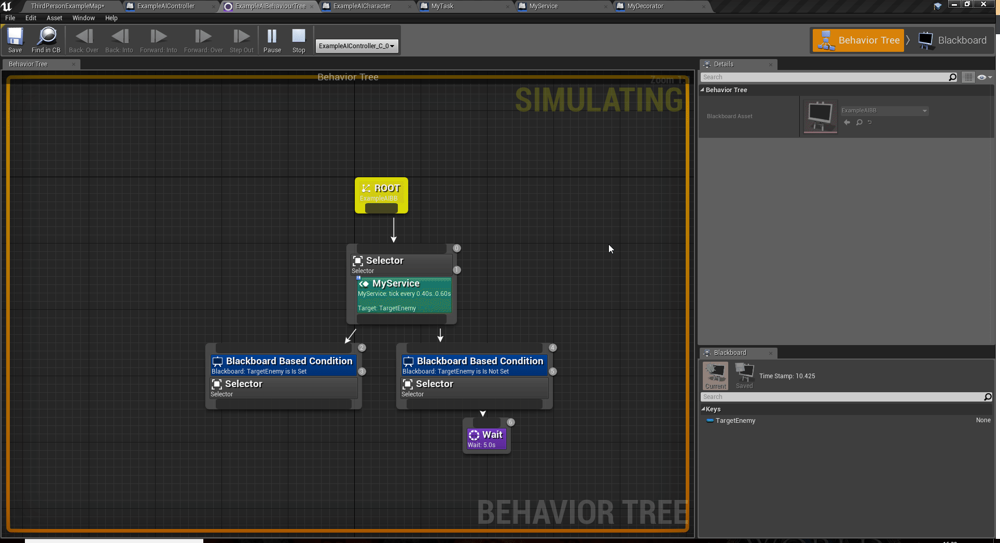 ThirdPersonExampleMap*
ExampleAIController
ExampleAIBehaviourTree
ExampleAICharacter
MyTask
MyService
MyDecorator
File Edit Asset Window Help
Save
Find in CB
Back: Over
Back: Into
Forward: Into
Forward: Over
Step Out
Pause
Stop
ExampleAIController_C_0
Behavior Tree
Blackboard
Behavior Tree
Details
Behavior Tree
Zoom 1:1
SIMULATING
Search
Behavior Tree
Blackboard Asset
ExampleAIBB
ROOT
ExampleAIBB
0
Selector
Selector
1
MyService
MyService: tick every 0.40s..0.60s
Target: TargetEnemy
2
Blackboard Based Condition
Blackboard: TargetEnemy is Is Set
3
Selector
Selector
4
Blackboard Based Condition
Blackboard: TargetEnemy is Is Not Set
5
Selector
Selector
6
Wait
Wait: 5.0s
BEHAVIOR TREE
Blackboard
Current
Saved
Time Stamp: 10.425
Search
Keys
TargetEnemy
None